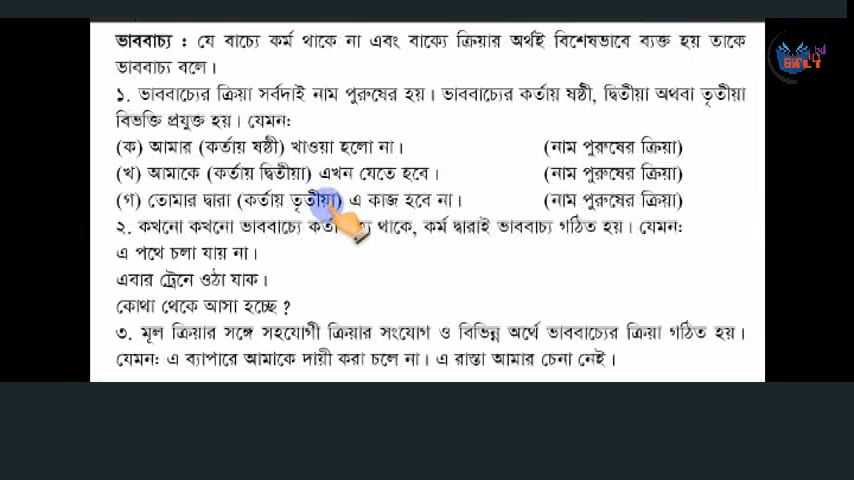 ভাববাচ্য : যে বাচ্যে কর্ম থাকে না এবং বাক্যে ক্রিয়ার অর্থই বিশেষভাবে ব্যক্ত হয় তাকে
ভাববাচ্য বলে।
১. ভাববাচ্যের ক্রিয়া সর্বদাই নাম পুরুষের হয়। ভাববাচ্যের কর্তায় ষষ্ঠী, দ্বিতীয়া অথবা তৃতীয়া
বিভক্তি প্রযুক্ত হয়। যেমন:
(ক) আমার (কর্তায় ষষ্ঠী) খাওয়া হলো না। (নাম পুরুষের ক্রিয়া)
(খ) আমাকে (কর্তায় দ্বিতীয়া) এখন যেতে হবে। (নাম পুরুষের ক্রিয়া)
(গ) তোমার দ্বারা (কর্তায় তৃতীয়া) এ কাজ হবে না। (নাম পুরুষের ক্রিয়া)
২. কখনো কখনো ভাববাচ্যে থাকে, কর্ম দ্বারাই ভাববাচ্য গঠিত হয়। যেমন:
এ পথে চলা যায় না।
এবার ট্রেনে ওঠা যাক।
কোথা থেকে আসা হচ্ছে ?
৩. মূল ক্রিয়ার সঙ্গে সহযোগী ক্রিয়ার সংযোগ ও বিভিন্ন অর্থে ভাববাচ্যের ক্রিয়া গঠিত হয়।
যেমন: এ ব্যাপারে আমাকে দায়ী করা চলে না। এ রাস্তা আমার চেনা নেই।